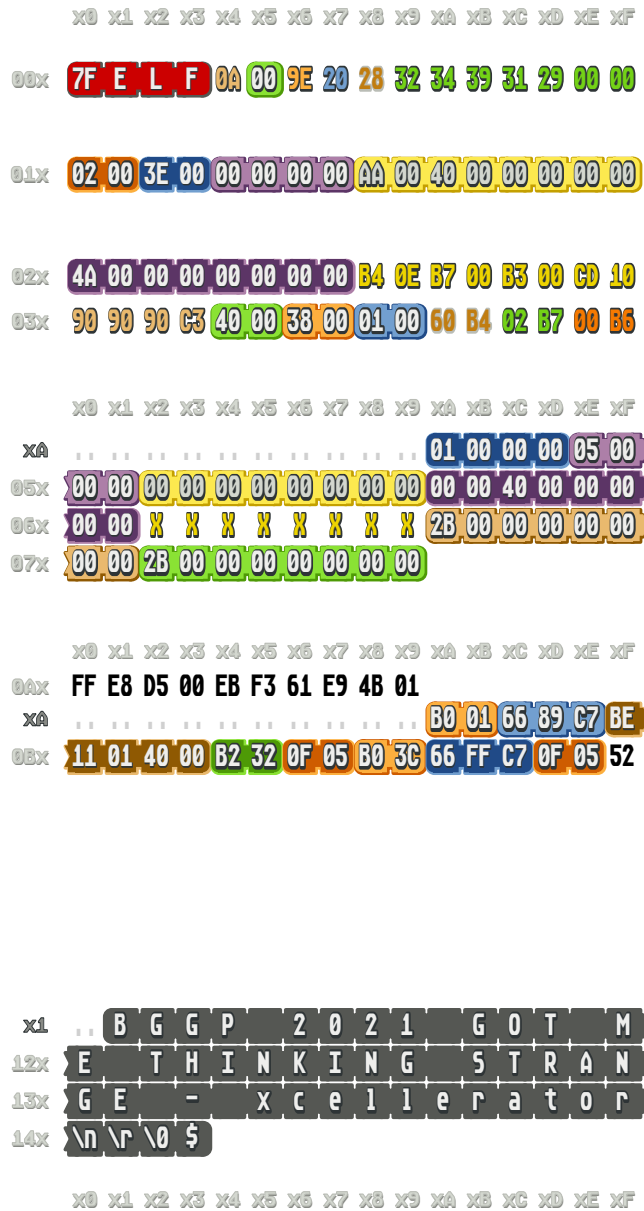 x0 x1 x2 x3 x4 x5 x6 x7 x8 x9 xA xB xC xD xE xF
00x 7F E L F 0A 00 9E 20 28 32 34 39 31 29 00 00
01x 02 00 3E 00 00 00 00 00 AA 00 40 00 00 00 00 00
02x 4A 00 00 00 00 00 00 00 B4 0E B7 00 B3 00 CD 10
03x 90 90 90 C3 40 00 38 00 01 00 60 B4 02 B7 00 B6
x0 x1 x2 x3 x4 x5 x6 x7 x8 x9 xA xB xC xD xE xF
xA .. .. .. .. .. .. .. .. .. .. 01 00 00 00 05 00
05x 00 00 00 00 00 00 00 00 00 00 00 00 40 00 00 00
06x 00 00 X X X X X X X X 2B 00 00 00 00 00
07x 00 00 2B 00 00 00 00 00 00 00
x0 x1 x2 x3 x4 x5 x6 x7 x8 x9 xA xB xC xD xE xF
0Ax FF E8 D5 00 EB F3 61 E9 4B 01
xA .. .. .. .. .. .. .. .. .. .. B0 01 66 89 C7 BE
0Bx 11 01 40 00 B2 32 0F 05 B0 3C 66 FF C7 0F 05 52
x1 .. B G G P 2 0 2 1 G O T M
12x E T H I N K I N G S T R A N
13x G E - x c e l l e r a t o r
14x \n \r \0 $
x0 x1 x2 x3 x4 x5 x6 x7 x8 x9 xA xB xC xD xE xF